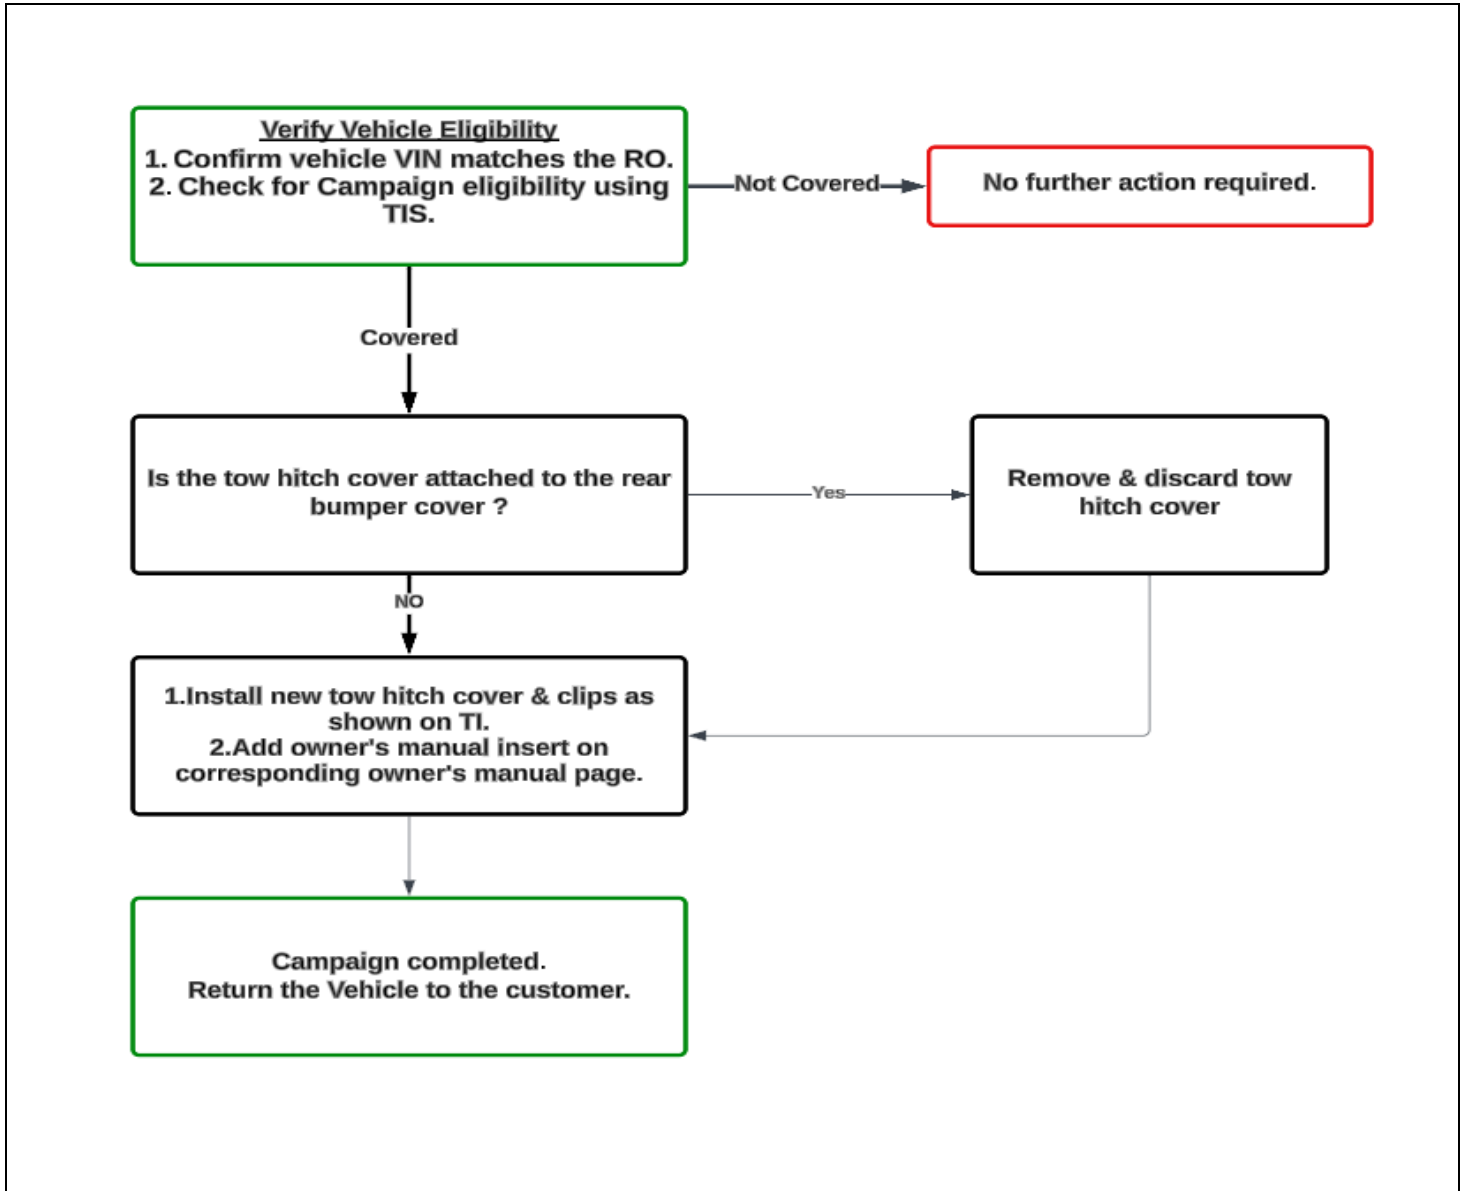 Verify Vehicle Eligibility
1. Confirm vehicle VIN matches the RO.
2. Check for Campaign eligibility using
TIS.
Not Covered
No further action required.
Covered
Is the tow hitch cover attached to the rear
bumper cover ?
Yes
Remove & discard tow
hitch cover
NO
1.Install new tow hitch cover & clips as
shown on TI.
2.Add owner's manual insert on
corresponding owner's manual page.
Campaign completed.
Return the Vehicle to the customer.